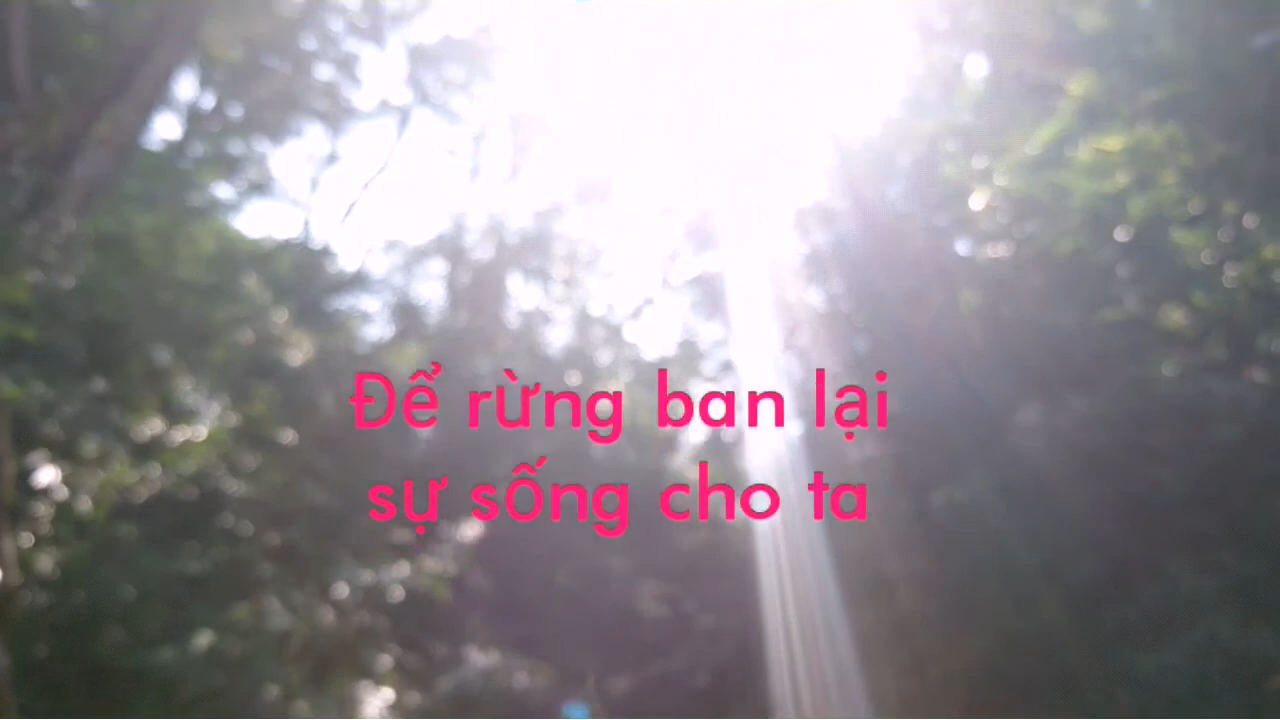 Để rừng ban lại
sự sống cho ta